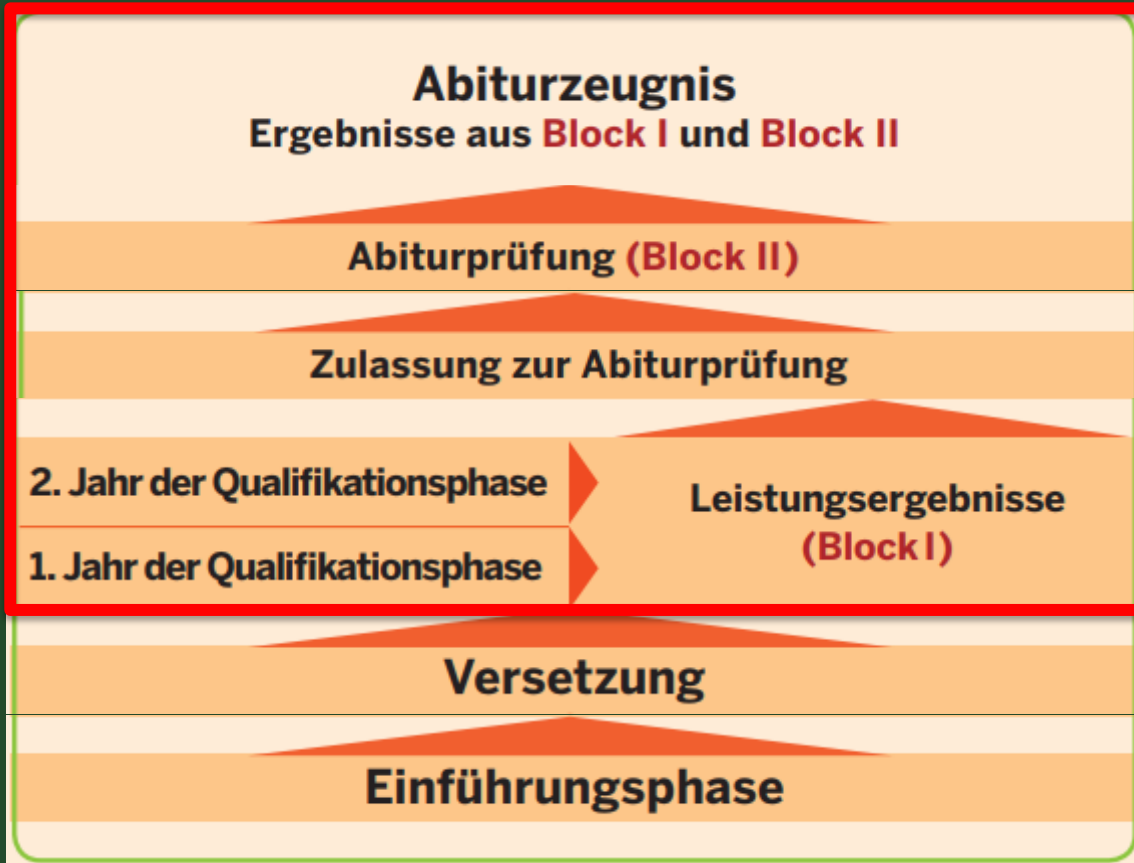 Abiturzeugnis
Ergebnisse aus Block I und Block II
Abiturprüfung (Block II)
Zulassung zur Abiturprüfung
2. Jahr der Qualifikationsphase
1. Jahr der Qualifikationsphase
Leistungsergebnisse
(Block I)
Versetzung
Einführungsphase